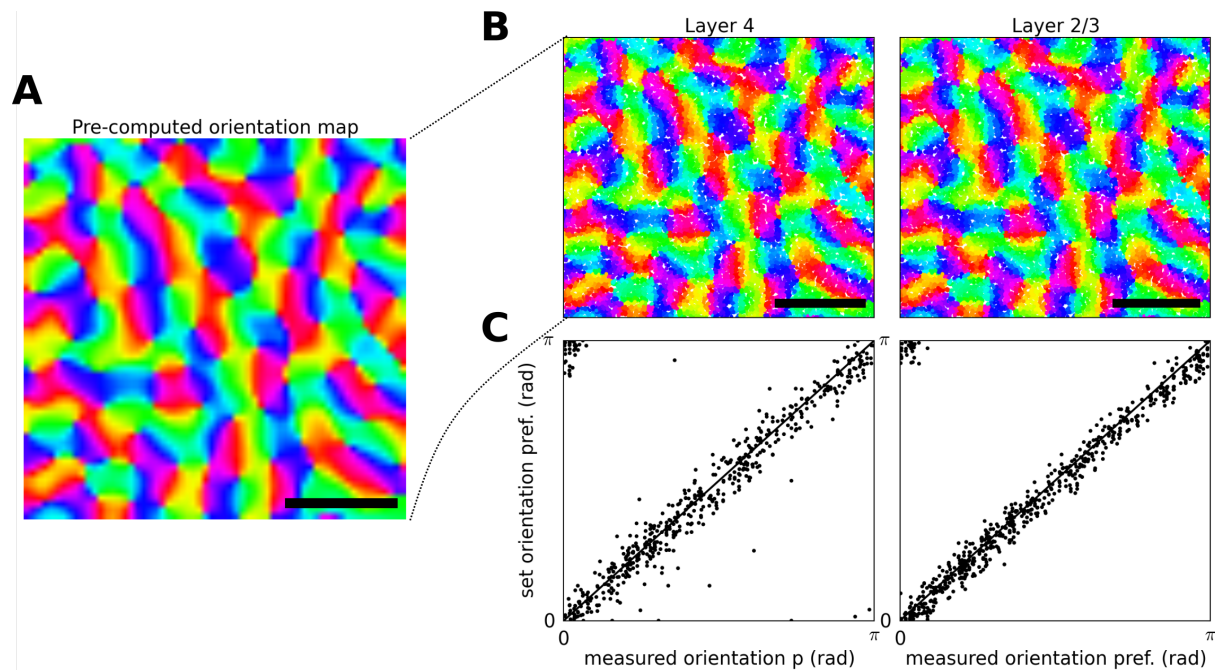 A
Pre-computed orientation map
B
Layer 4
Layer 2/3
C
π
π
set orientation pref. (rad)
0
0
0
π
0
π
measured orientation p (rad)
measured orientation pref. (rad)